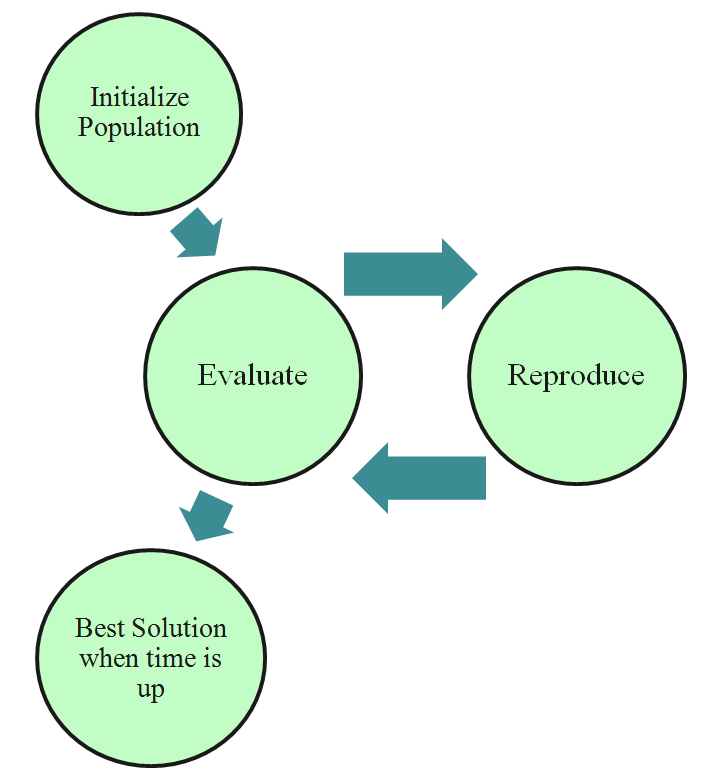 Initialize
Population
Evaluate
Reproduce
Best Solution
when time is
up